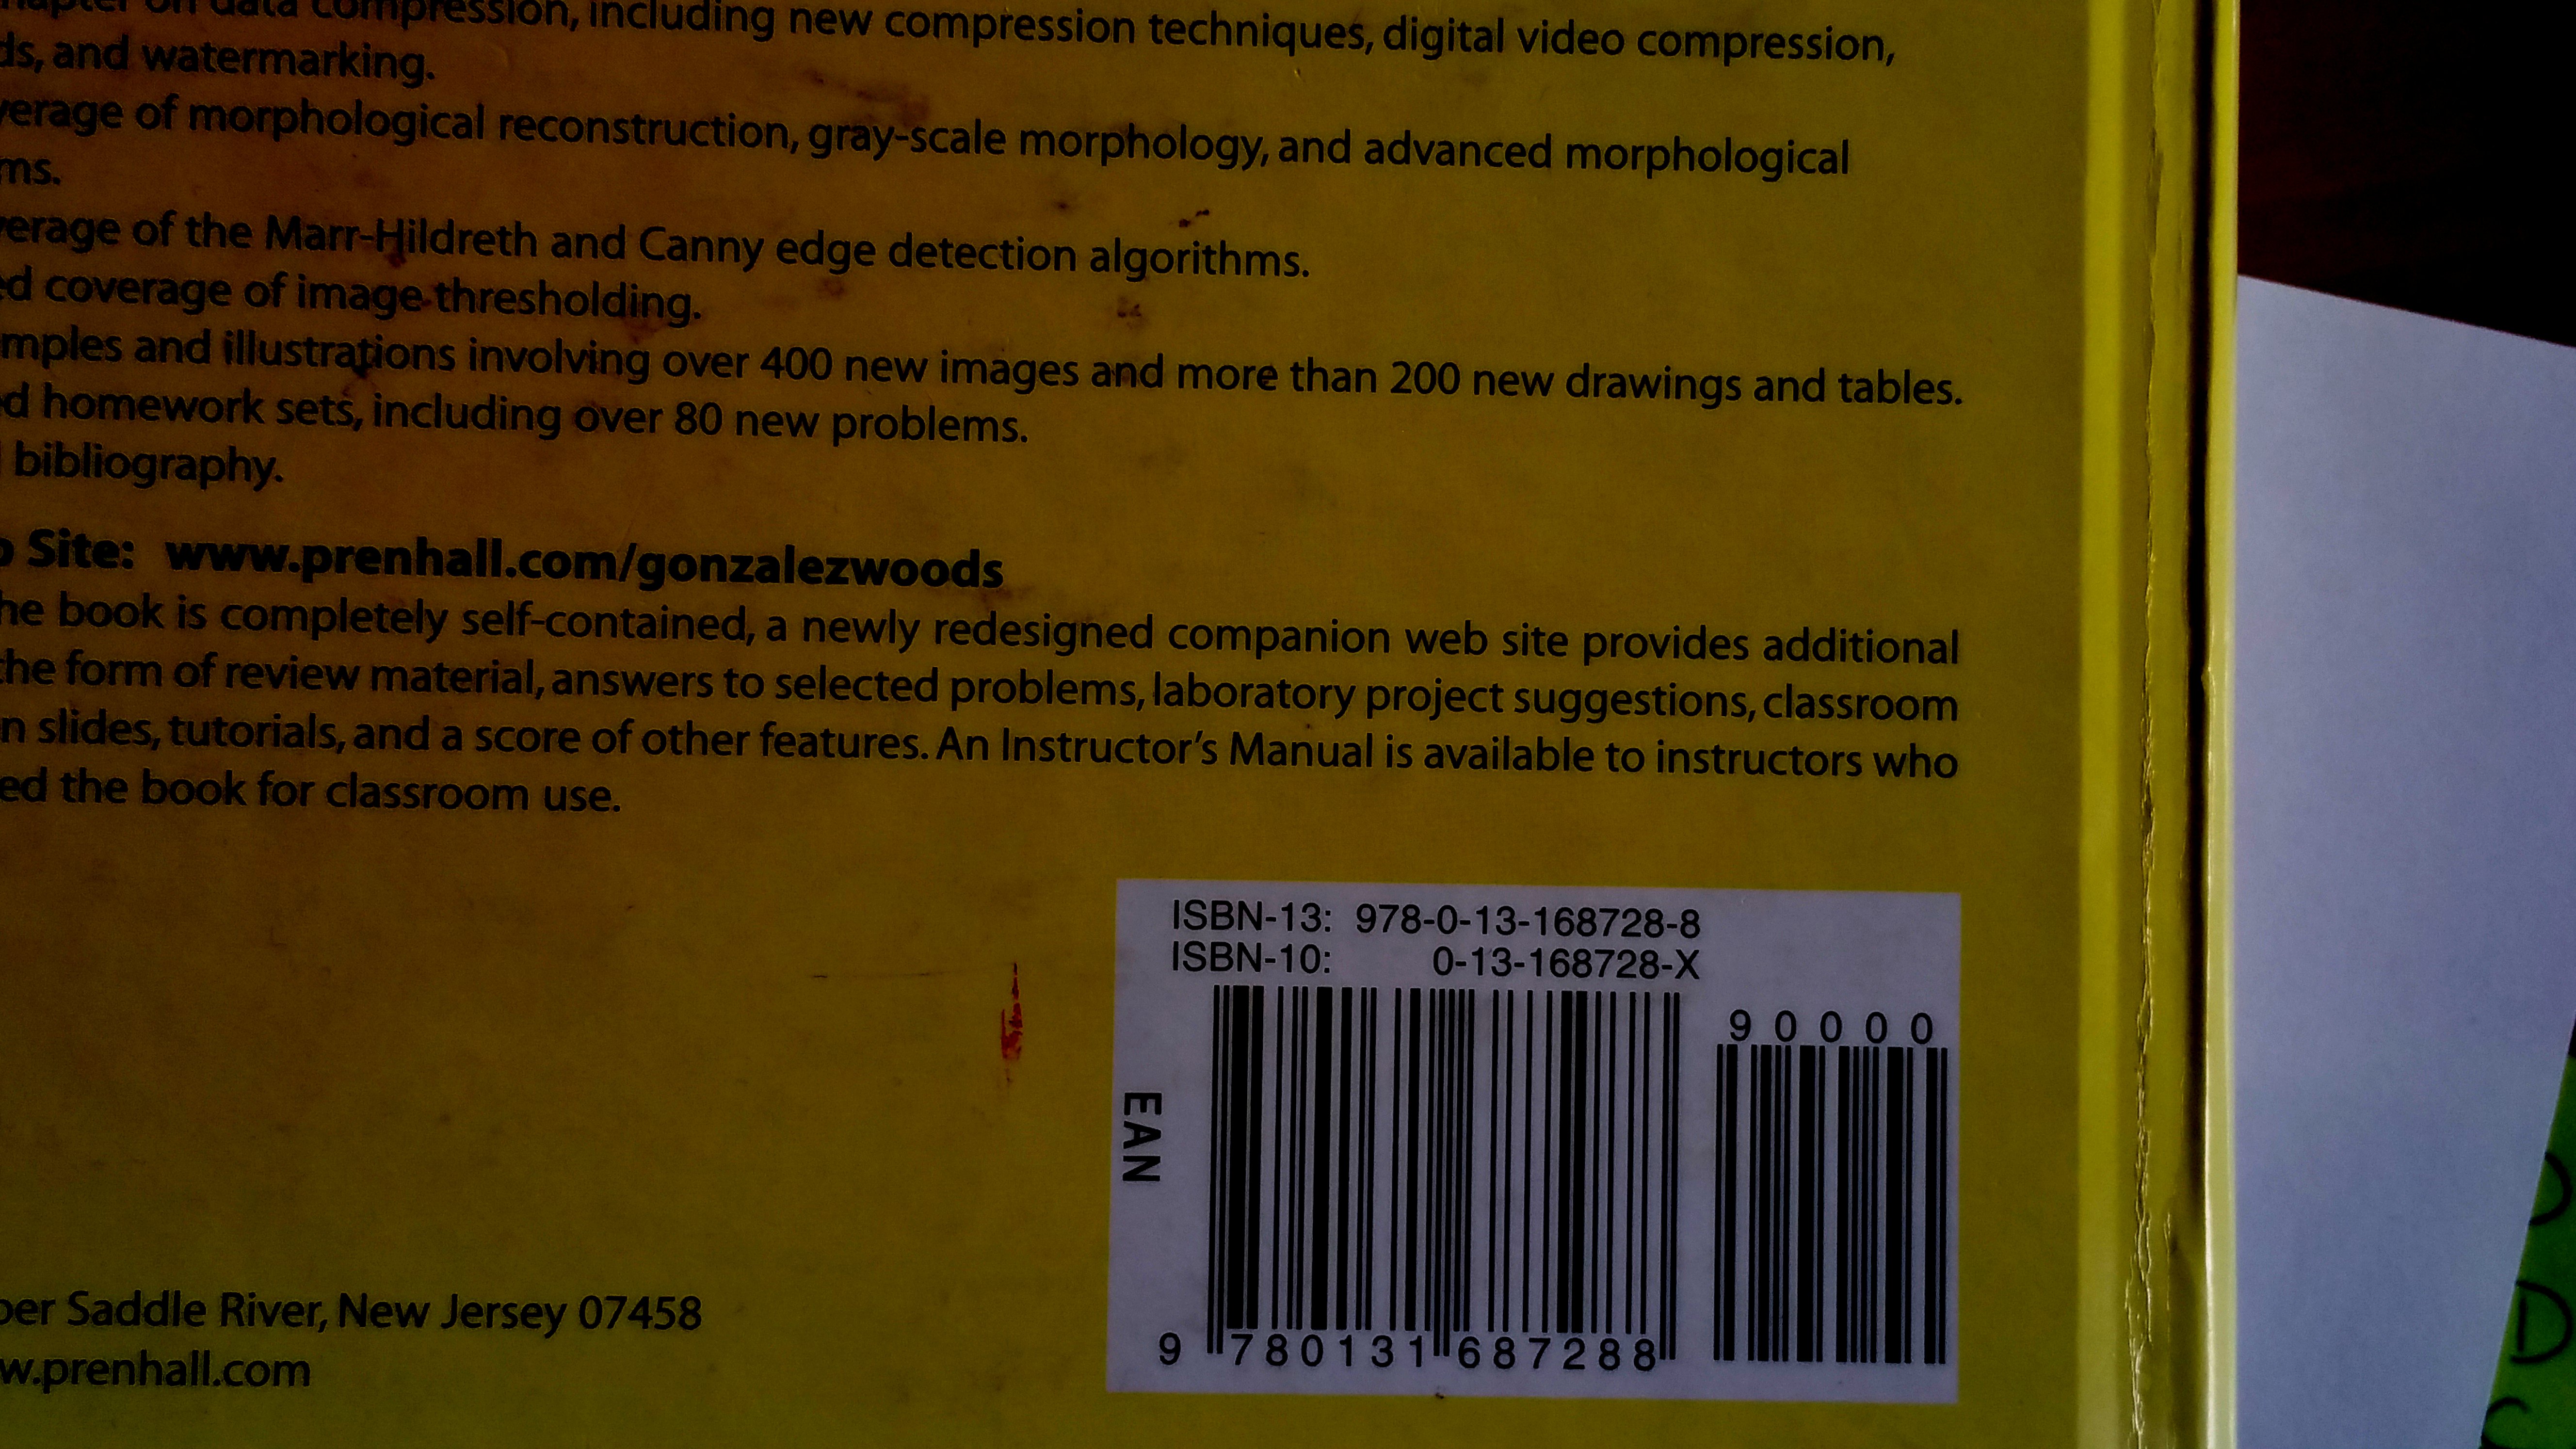 chapter on data compression, including new compression techniques, digital video compression,
ds, and watermarking.
verage of morphological reconstruction, gray-scale morphology, and advanced morphological
ms.
verage of the Marr-Hildreth and Canny edge detection algorithms.
ed coverage of image thresholding.
mples and illustrations involving over 400 new images and more than 200 new drawings and tables.
d homework sets, including over 80 new problems.
bibliography.
Site: www.prenhall.com/gonzalezwoods
he book is completely self-contained, a newly redesigned companion web site provides additional
the form of review material, answers to selected problems, laboratory project suggestions, classroom
n slides, tutorials, and a score of other features. An Instructor's Manual is available to instructors who
ed the book for classroom use.
ISBN-13: 978-0-13-168728-8
ISBN-10: 0-13-168728-X
90000
EAN
9 780131 687288
per Saddle River, New Jersey 07458
w.prenhall.com
D